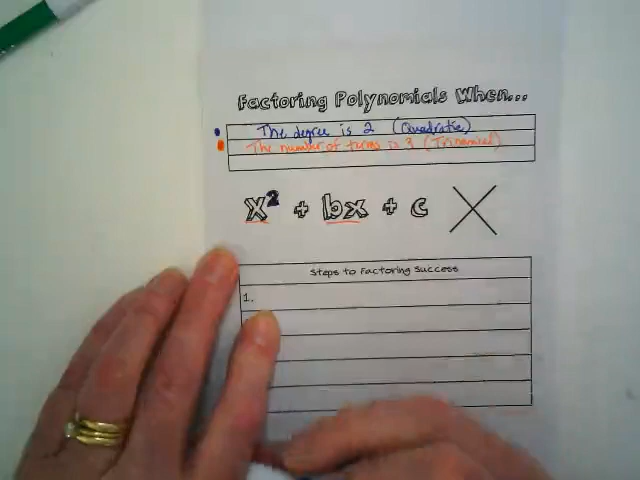 Factoring Polynomials When...
The degree is 2 (Quadratic)
The number of terms is 3 (Trinomial)
x² + bx + c
Steps to Factoring Success
1.